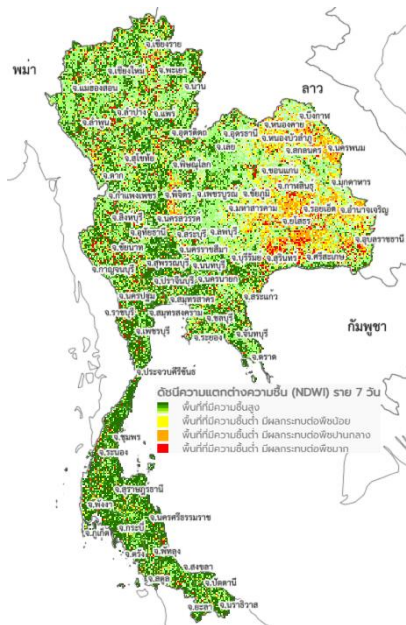 พม่า
ลาว
กัมพูชา
จ.เชียงราย
จ.เชียงใหม่
จ.พะเยา
จ.แม่ฮ่องสอน
จ.น่าน
จ.ลำปาง
จ.แพร่
จ.ลำพูน
จ.อุตรดิตถ์
จ.สุโขทัย
จ.พิษณุโลก
จ.ตาก
จ.กำแพงเพชร
จ.พิจิตร
จ.เพชรบูรณ์
จ.เลย
จ.อุดรธานี
จ.หนองคาย
จ.บึงกาฬ
จ.หนองบัวลำภู
จ.สกลนคร
จ.นครพนม
จ.ขอนแก่น
จ.มุกดาหาร
จ.ชัยภูมิ
จ.กาฬสินธุ์
จ.มหาสารคาม
จ.ร้อยเอ็ด
จ.อำนาจเจริญ
จ.ยโสธร
จ.อุบลราชธานี
จ.สิงห์บุรี
จ.นครสวรรค์
จ.อุทัยธานี
จ.สระบุรี
จ.ลพบุรี
จ.ชัยนาท
จ.นครราชสีมา
จ.บุรีรัมย์
จ.สุรินทร์
จ.ศรีสะเกษ
จ.สุพรรณบุรี
จ.นนทบุรี
จ.กาญจนบุรี
จ.ปราจีนบุรี
จ.นครนายก
จ.สระแก้ว
จ.นครปฐม
จ.สมุทรสาคร
จ.ราชบุรี
จ.สมุทรสงคราม
จ.ชลบุรี
จ.เพชรบุรี
จ.ระยอง
จ.จันทบุรี
จ.ตราด
จ.ประจวบคีรีขันธ์
ดัชนีความแตกต่างความชื้น (NDWI) ราย 7 วัน
พื้นที่ที่มีความชื้นสูง
พื้นที่ที่มีความชื้นต่ำ มีผลกระทบต่อพืชน้อย
พื้นที่ที่มีความชื้นต่ำ มีผลกระทบต่อพืชปานกลาง
พื้นที่ที่มีความชื้นต่ำ มีผลกระทบต่อพืชมาก
จ.ชุมพร
จ.ระนอง
จ.สุราษฎร์ธานี
จ.พังงา
จ.นครศรีธรรมราช
จ.กระบี่
จ.ภูเก็ต
จ.ตรัง
จ.พัทลุง
จ.สงขลา
จ.สตูล
จ.ปัตตานี
จ.ยะลา
จ.นราธิวาส